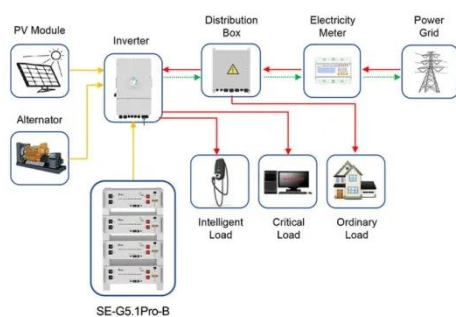 PV Module
Inverter
Distribution
Box
Electricity
Meter
Power
Grid
Alternator
Intelligent
Load
Critical
Load
Ordinary
Load
SE-G5.1Pro-B